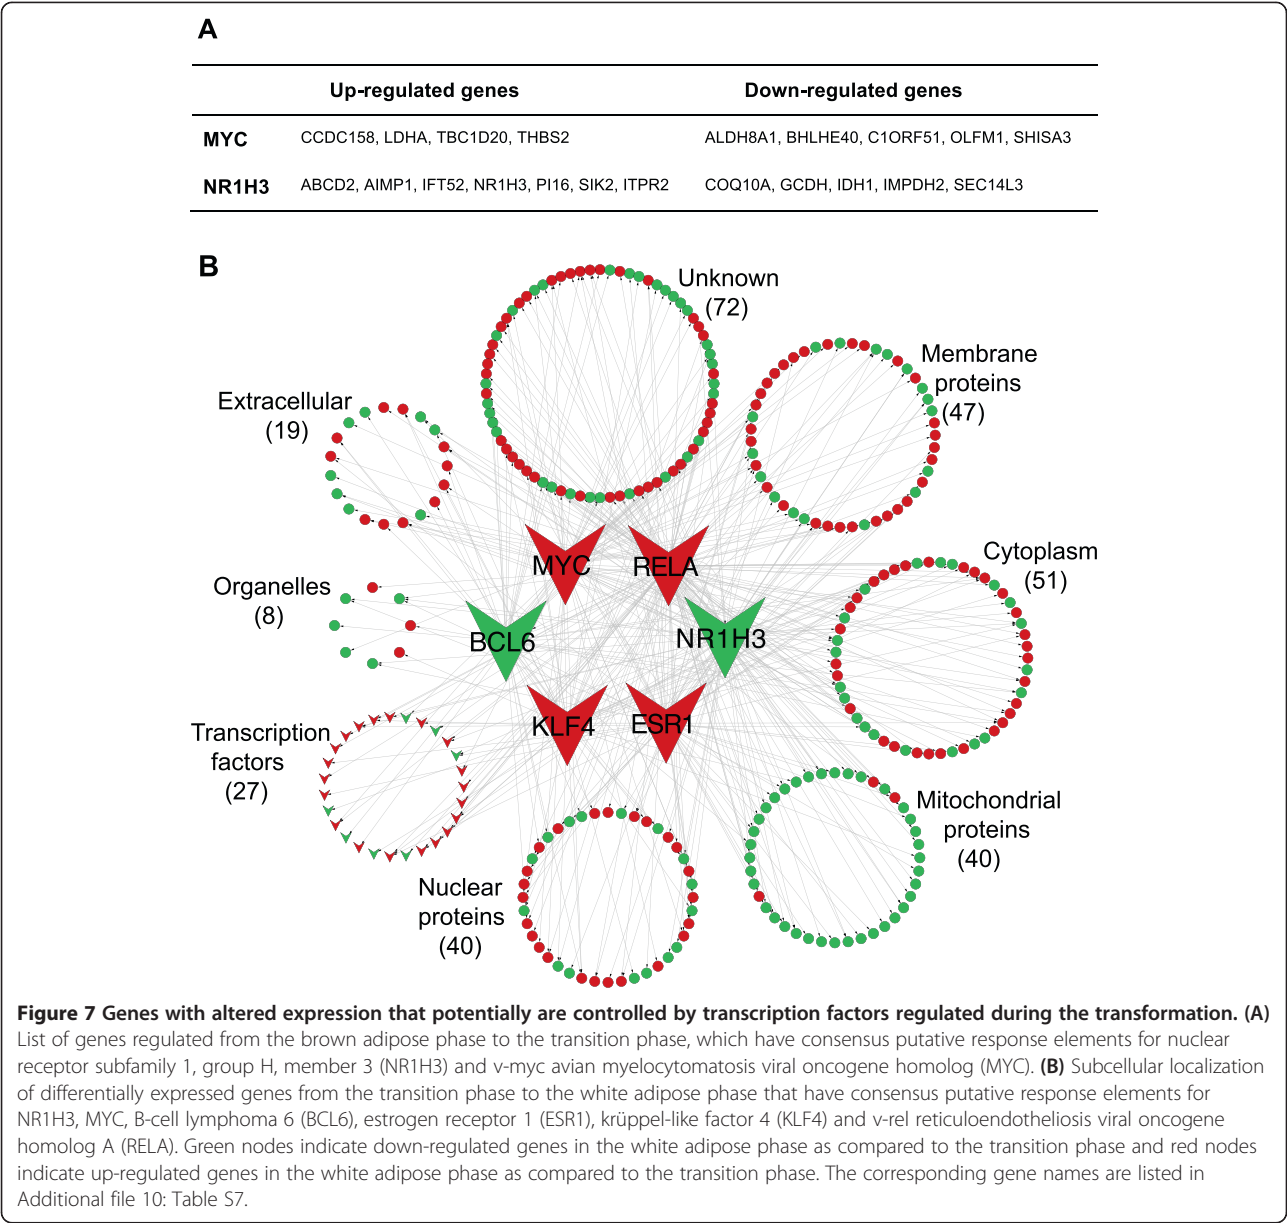 A
Up-regulated genes Down-regulated genes
MYC CCDC158, LDHA, TBC1D20, THBS2 ALDH8A1, BHLHE40, C1ORF51, OLFM1, SHISA3
NR1H3 ABCD2, AIMP1, IFT52, NR1H3, PI16, SIK2, ITPR2 COQ10A, GCDH, IDH1, IMPDH2, SEC14L3
B
Unknown
(72)
Membrane
proteins
(47)
Extracellular
(19)
Cytoplasm
(51)
MYC
RELA
Organelles
(8)
BCL6
NR1H3
KLF4
ESR1
Transcription
factors
(27)
Mitochondrial
proteins
(40)
Nuclear
proteins
(40)
Figure 7 Genes with altered expression that potentially are controlled by transcription factors regulated during the transformation. (A)
List of genes regulated from the brown adipose phase to the transition phase, which have consensus putative response elements for nuclear
receptor subfamily 1, group H, member 3 (NR1H3) and v-myc avian myelocytomatosis viral oncogene homolog (MYC). (B) Subcellular localization
of differentially expressed genes from the transition phase to the white adipose phase that have consensus putative response elements for
NR1H3, MYC, B-cell lymphoma 6 (BCL6), estrogen receptor 1 (ESR1), krüppel-like factor 4 (KLF4) and v-rel reticuloendotheliosis viral oncogene
homolog A (RELA). Green nodes indicate down-regulated genes in the white adipose phase as compared to the transition phase and red nodes
indicate up-regulated genes in the white adipose phase as compared to the transition phase. The corresponding gene names are listed in
Additional file 10: Table S7.